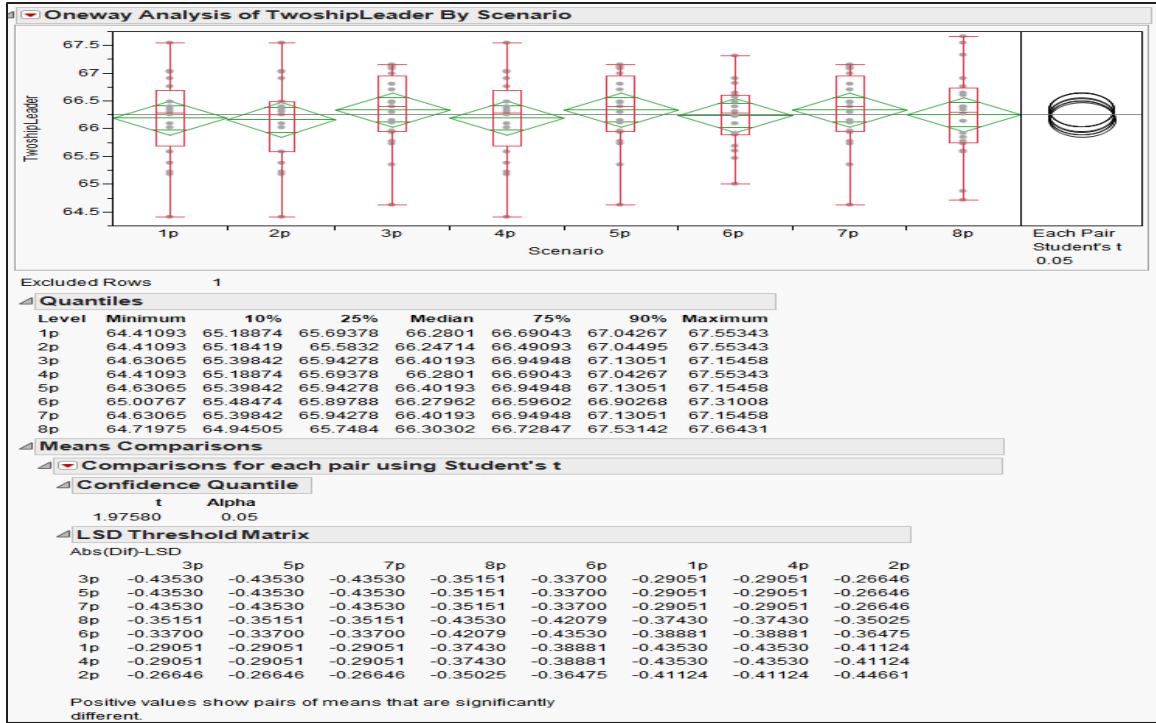 Oneway Analysis of TwoshipLeader By Scenario
TwoshipLeader
67.5
67
66.5
66
65.5
65
64.5
1p 2p 3p 4p 5p 6p 7p 8p
Scenario
Each Pair
Student's t
0.05
Excluded Rows 1
Quantiles
Level Minimum 10% 25% Median 75% 90% Maximum
1p 64.41093 65.18874 65.69378 66.2801 66.69043 67.04267 67.55343
2p 64.41093 65.18419 65.5832 66.24714 66.49093 67.04495 67.55343
3p 64.63065 65.39842 65.94278 66.40193 66.94948 67.13051 67.15458
4p 64.41093 65.18874 65.69378 66.2801 66.69043 67.04267 67.55343
5p 64.63065 65.39842 65.94278 66.40193 66.94948 67.13051 67.15458
6p 65.00767 65.48474 65.89788 66.27962 66.59602 66.90268 67.31008
7p 64.63065 65.39842 65.94278 66.40193 66.94948 67.13051 67.15458
8p 64.71975 64.94505 65.7484 66.30302 66.72847 67.53142 67.66431
Means Comparisons
Comparisons for each pair using Student's t
Confidence Quantile
t Alpha
1.97580 0.05
LSD Threshold Matrix
Abs(Dif)-LSD
3p 5p 7p 8p 6p 1p 4p 2p
3p -0.43530 -0.43530 -0.43530 -0.35151 -0.33700 -0.29051 -0.29051 -0.26646
5p -0.43530 -0.43530 -0.43530 -0.35151 -0.33700 -0.29051 -0.29051 -0.26646
7p -0.43530 -0.43530 -0.43530 -0.35151 -0.33700 -0.29051 -0.29051 -0.26646
8p -0.35151 -0.35151 -0.35151 -0.43530 -0.42079 -0.37430 -0.37430 -0.35025
6p -0.33700 -0.33700 -0.33700 -0.42079 -0.43530 -0.38881 -0.38881 -0.36475
1p -0.29051 -0.29051 -0.29051 -0.37430 -0.38881 -0.43530 -0.43530 -0.41124
4p -0.29051 -0.29051 -0.29051 -0.37430 -0.38881 -0.43530 -0.43530 -0.41124
2p -0.26646 -0.26646 -0.26646 -0.35025 -0.36475 -0.41124 -0.41124 -0.44661
Positive values show pairs of means that are significantly
different.